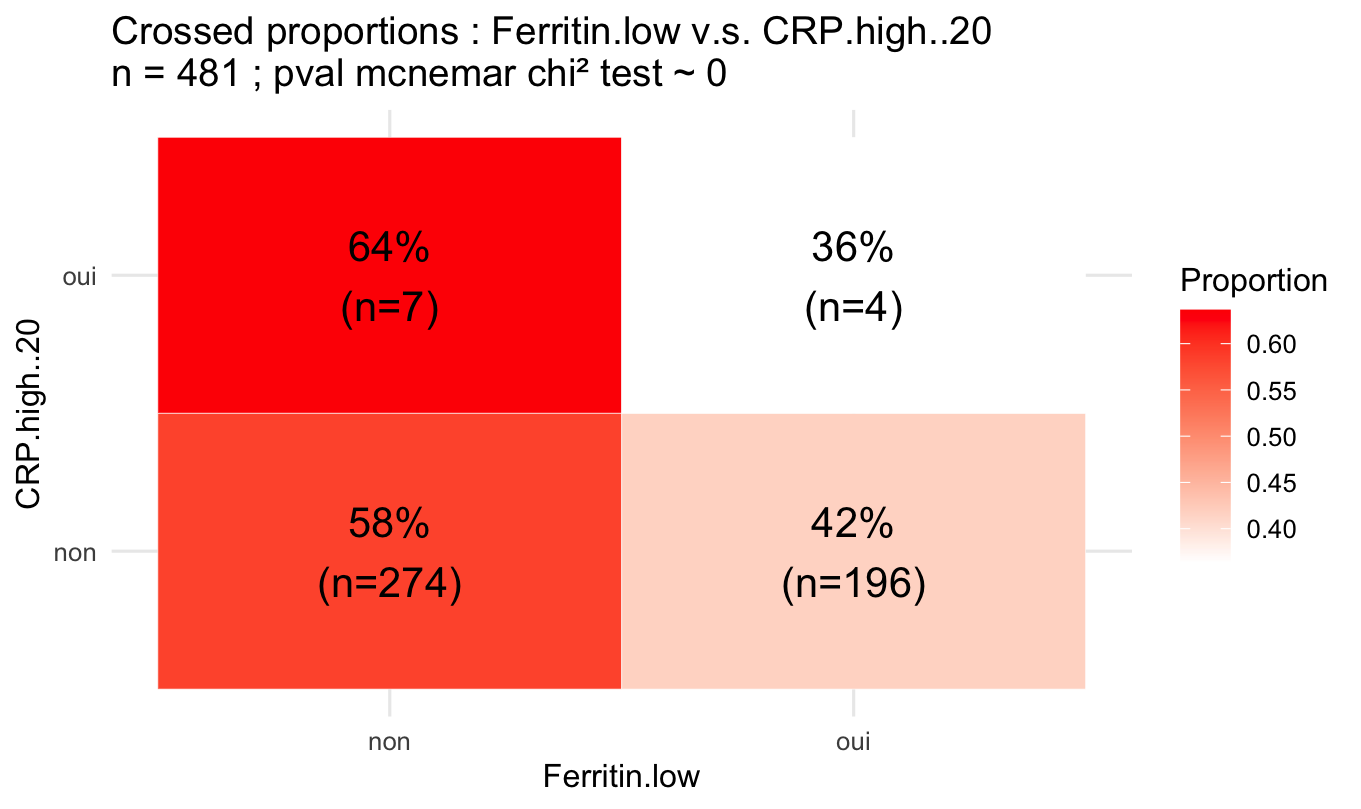 Crossed proportions : Ferritin.low v.s. CRP.high..20
n = 481 ; pval mcnemar chi² test ~ 0
CRP.high..20
oui
non
64%
(n=7)
36%
(n=4)
58%
(n=274)
42%
(n=196)
non
oui
Ferritin.low
Proportion
0.60
0.55
0.50
0.45
0.40